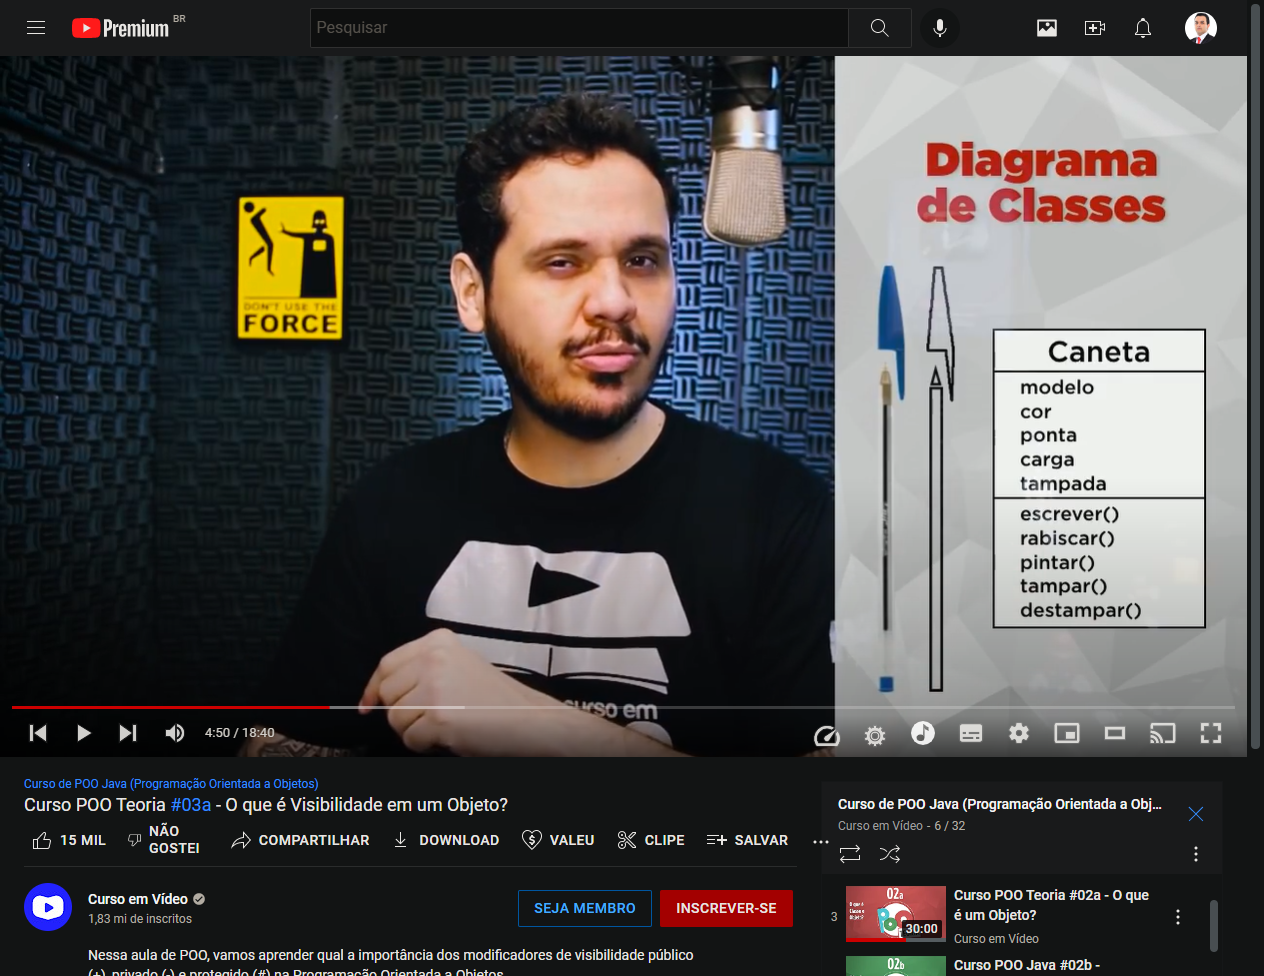 Premium BR
Pesquisar
Diagrama
de Classes
DON'T USE THE
FORCE
Caneta
modelo
cor
ponta
carga
tampada
escrever()
rabiscar()
pintar()
tampar()
destampar()
curso em
4:50 / 18:40
Curso de POO Java (Programação Orientada a Objetos)
Curso POO Teoria #03a - O que é Visibilidade em um Objeto?
15 MIL
NÃO
GOSTEI
COMPARTILHAR
DOWNLOAD
VALEU
CLIPE
SALVAR
Curso em Vídeo
1,83 mi de inscritos
SEJA MEMBRO
INSCREVER-SE
Nessa aula de POO, vamos aprender qual a importância dos modificadores de visibilidade público
(+), privado (-) e protegido (#) na Programação Orientada a Objetos
Curso de POO Java (Programação Orientada a Obj...
Curso em Vídeo - 6 / 32
3
02a
30:00
Curso POO Teoria #02a - O que
é um Objeto?
Curso em Vídeo
02b
Curso POO Java #02b -